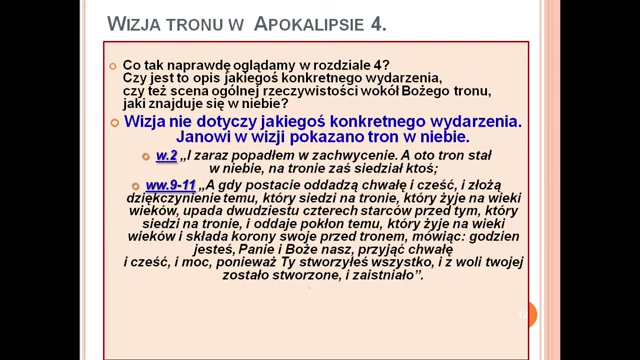 WIZJA TRONU W APOKALIPSIE 4.
Co tak naprawdę oglądamy w rozdziale 4?
Czy jest to opis jakiegoś konkretnego wydarzenia,
czy też scena ogólnej rzeczywistości wokół Bożego tronu,
jaki znajduje się w niebie?
Wizja nie dotyczy jakiegoś konkretnego wydarzenia.
Janowi w wizji pokazano tron w niebie.
w.2 „I zaraz popadłem w zachwycenie. A oto tron stał
w niebie, na tronie zaś siedział ktoś;
ww.9-11 „A gdy postacie oddadzą chwałę i cześć, i złożą
dziękczynienie temu, który siedzi na tronie, który żyje na wieki
wieków, upada dwudziestu czterech starców przed tym, który
siedzi na tronie, i oddaje pokłon temu, który żyje na wieki
wieków i składa korony swoje przed tronem, mówiąc: godzien
jesteś, Panie i Boże nasz, przyjąć chwałę
i cześć, i moc, ponieważ Ty stworzyłeś wszystko, i z woli twojej
zostało stworzone, i zaistniało”.